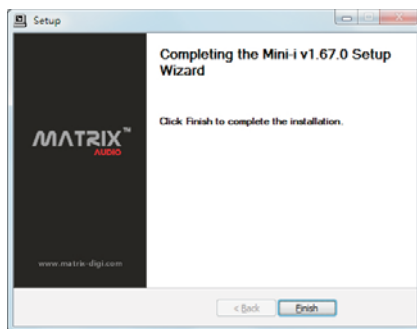 Setup
Completing the Mini-i v1.67.0 Setup
Wizard
Click Finish to complete the installation.
MATRIX™
AUDIO
www.matrix-digi.com
< Back
Finish